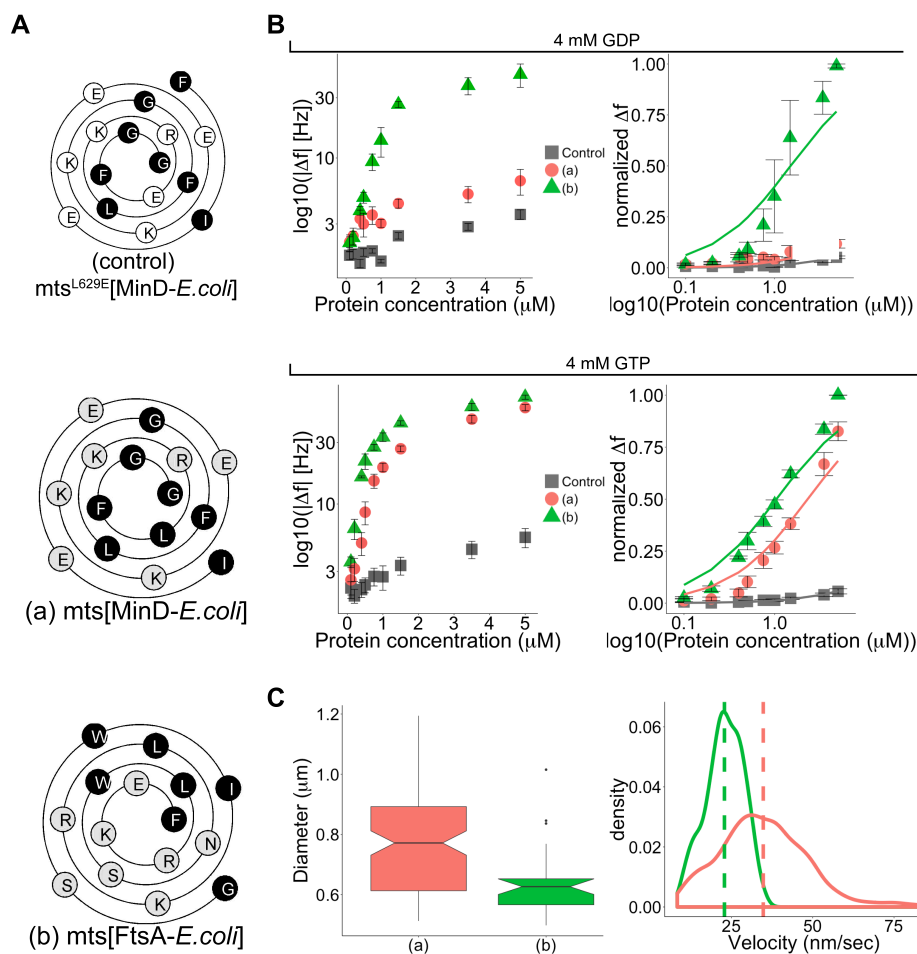 A
B
4 mM GDP
E
F
G
K
G
R
E
K
F
G
F
L
E
E
K
I
(control)
mtsL629E[MinD-E.coli]
log10(|Δf| [Hz])
30
10
3
0 1 2 3 4 5
Protein concentration (μM)
Control
(a)
(b)
normalized Δf
1.00
0.75
0.50
0.25
0.00
0.1 1.0
log10(Protein concentration (μM))
4 mM GTP
E
G
K
G
R
E
K
F
G
F
L
L
E
K
I
(a) mts[MinD-E.coli]
log10(|Δf| [Hz])
30
10
3
0 1 2 3 4 5
Protein concentration (μM)
Control
(a)
(b)
normalized Δf
1.00
0.75
0.50
0.25
0.00
0.1 1.0
log10(Protein concentration (μM))
W
L
W
E
L
I
R
K
F
N
S
S
R
K
G
(b) mts[FtsA-E.coli]
C
Diameter (μm)
1.2
1.0
0.8
0.6
(a) (b)
density
0.06
0.04
0.02
0.00
25 50 75
Velocity (nm/sec)